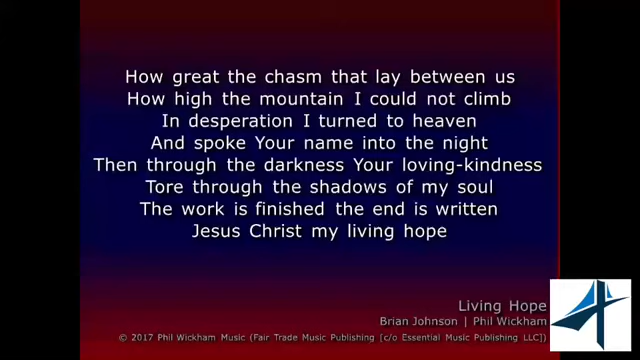 How great the chasm that lay between us
How high the mountain I could not climb
In desperation I turned to heaven
And spoke Your name into the night
Then through the darkness Your loving-kindness
Tore through the shadows of my soul
The work is finished the end is written
Jesus Christ my living hope
Living Hope
Brian Johnson | Phil Wickham
© 2017 Phil Wickham Music (Fair Trade Music Publishing [c/o Essential Music Publishing LLC])